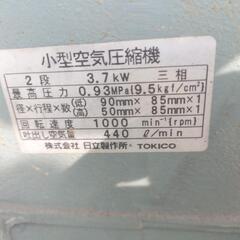 小型空気圧縮機
2段 3.7kW 三相
最高圧力 0.93MPa(9.5kgf/cm²)
径×行程×数(低) 90mm× 85mm×1
(高) 50mm× 85mm×1
回転速度 1000 min⁻¹(rpm)
吐出し空気量 440 ℓ/min
株式会社 日立製作所 TOKICO